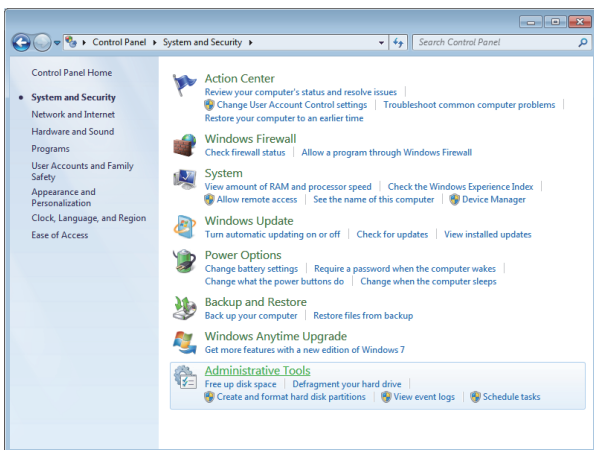 Control Panel System and Security Search Control Panel
Control Panel Home
System and Security
Network and Internet
Hardware and Sound
Programs
User Accounts and Family
Safety
Appearance and
Personalization
Clock, Language, and Region
Ease of Access
Action Center
Review your computer's status and resolve issues
Change User Account Control settings Troubleshoot common computer problems
Restore your computer to an earlier time
Windows Firewall
Check firewall status Allow a program through Windows Firewall
System
View amount of RAM and processor speed Check the Windows Experience Index
Allow remote access See the name of this computer Device Manager
Windows Update
Turn automatic updating on or off Check for updates View installed updates
Power Options
Change battery settings Require a password when the computer wakes
Change what the power buttons do Change when the computer sleeps
Backup and Restore
Back up your computer Restore files from backup
Windows Anytime Upgrade
Get more features with a new edition of Windows 7
Administrative Tools
Free up disk space Defragment your hard drive
Create and format hard disk partitions View event logs Schedule tasks